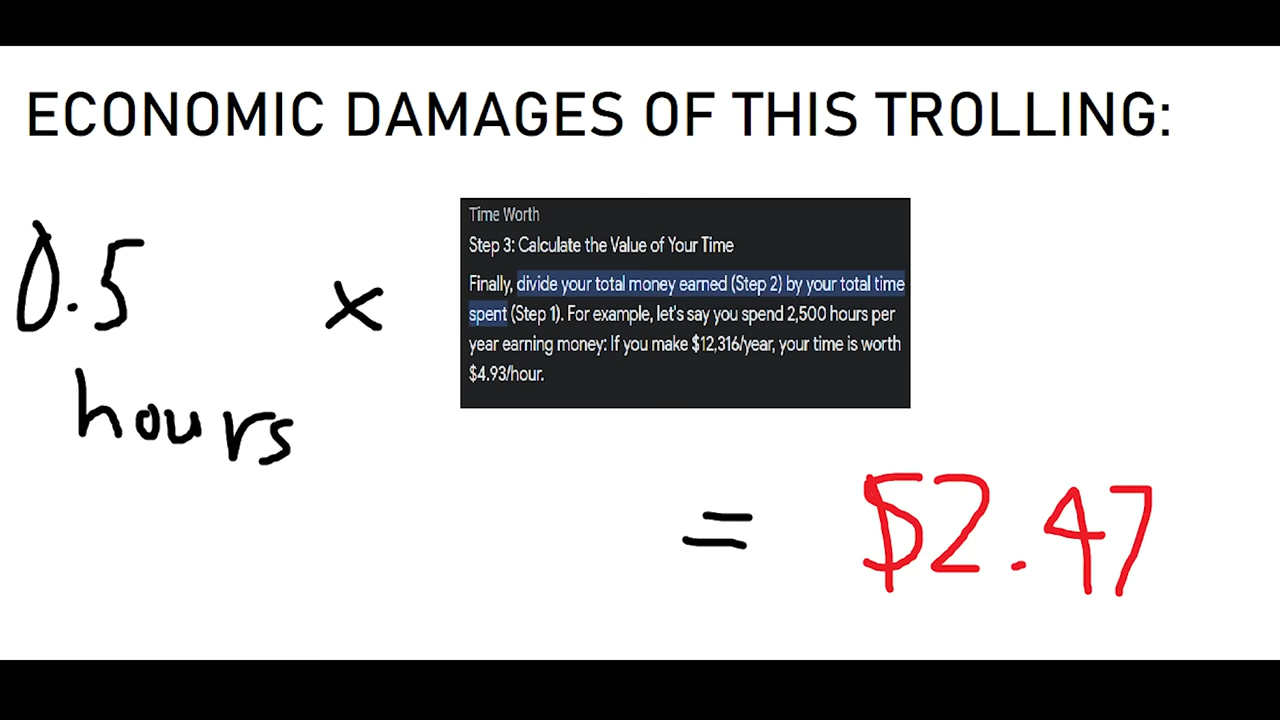 ECONOMIC DAMAGES OF THIS TROLLING:
0.5
hours
x
Time Worth
Step 3: Calculate the Value of Your Time
Finally, divide your total money earned (Step 2) by your total time
spent (Step 1). For example, let's say you spend 2,500 hours per
year earning money: If you make $12,316/year, your time is worth
$4.93/hour.
= $2.47